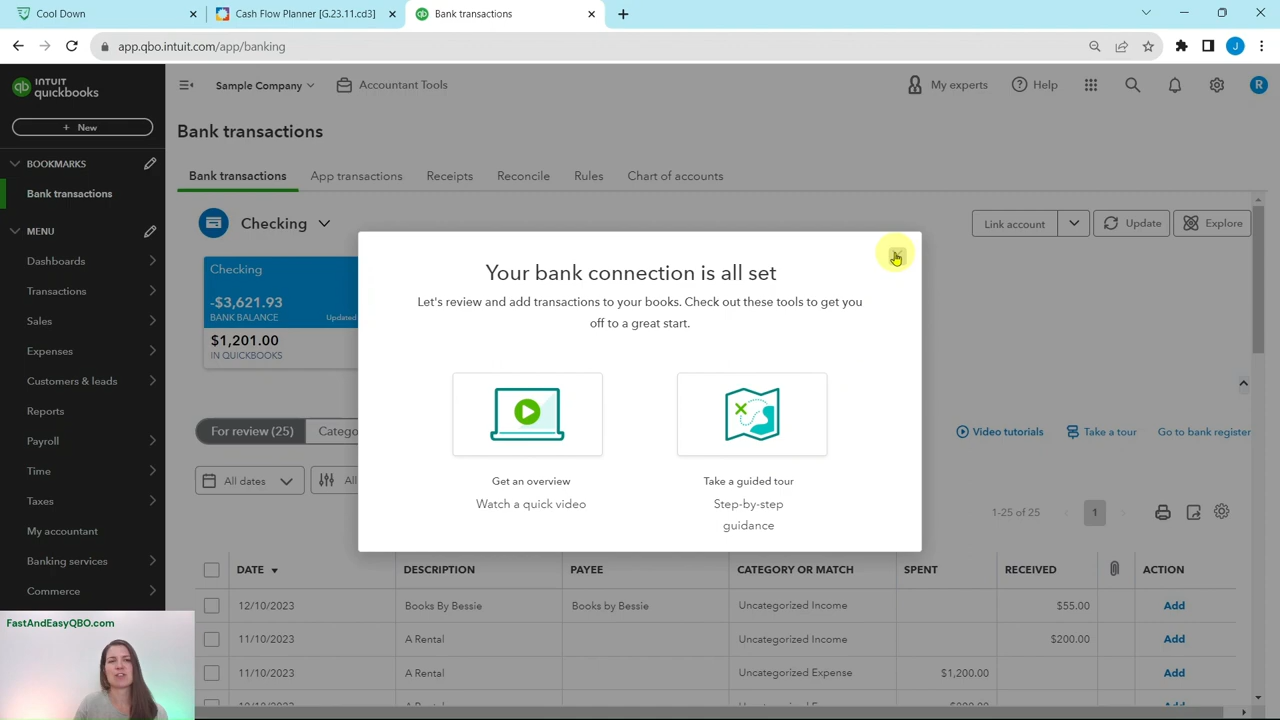 Cool Down
Cash Flow Planner [G.23.11.cd3]
Bank transactions
app.qbo.intuit.com/app/banking
J
INTUIT
quickbooks
Sample Company
Accountant Tools
My experts
Help
R
+ New
Bank transactions
BOOKMARKS
Bank transactions
Bank transactions
App transactions
Receipts
Reconcile
Rules
Chart of accounts
MENU
Dashboards
Transactions
Sales
Expenses
Customers & leads
Reports
Payroll
Time
Taxes
My accountant
Banking services
Commerce
Checking
Link account
Update
Explore
Checking
-$3,621.93
BANK BALANCE
Updated
$1,201.00
IN QUICKBOOKS
Your bank connection is all set
Let's review and add transactions to your books. Check out these tools to get you
off to a great start.
Get an overview
Watch a quick video
Take a guided tour
Step-by-step
guidance
For review (25)
Catego
Video tutorials
Take a tour
Go to bank register
All dates
All
1-25 of 25
1
DATE
DESCRIPTION
PAYEE
CATEGORY OR MATCH
SPENT
RECEIVED
ACTION
12/10/2023 Books By Bessie Books by Bessie Uncategorized Income $55.00 Add
11/10/2023 A Rental Uncategorized Income $200.00 Add
11/10/2023 A Rental Uncategorized Expense $1,200.00 Add
FastAndEasyQBO.com